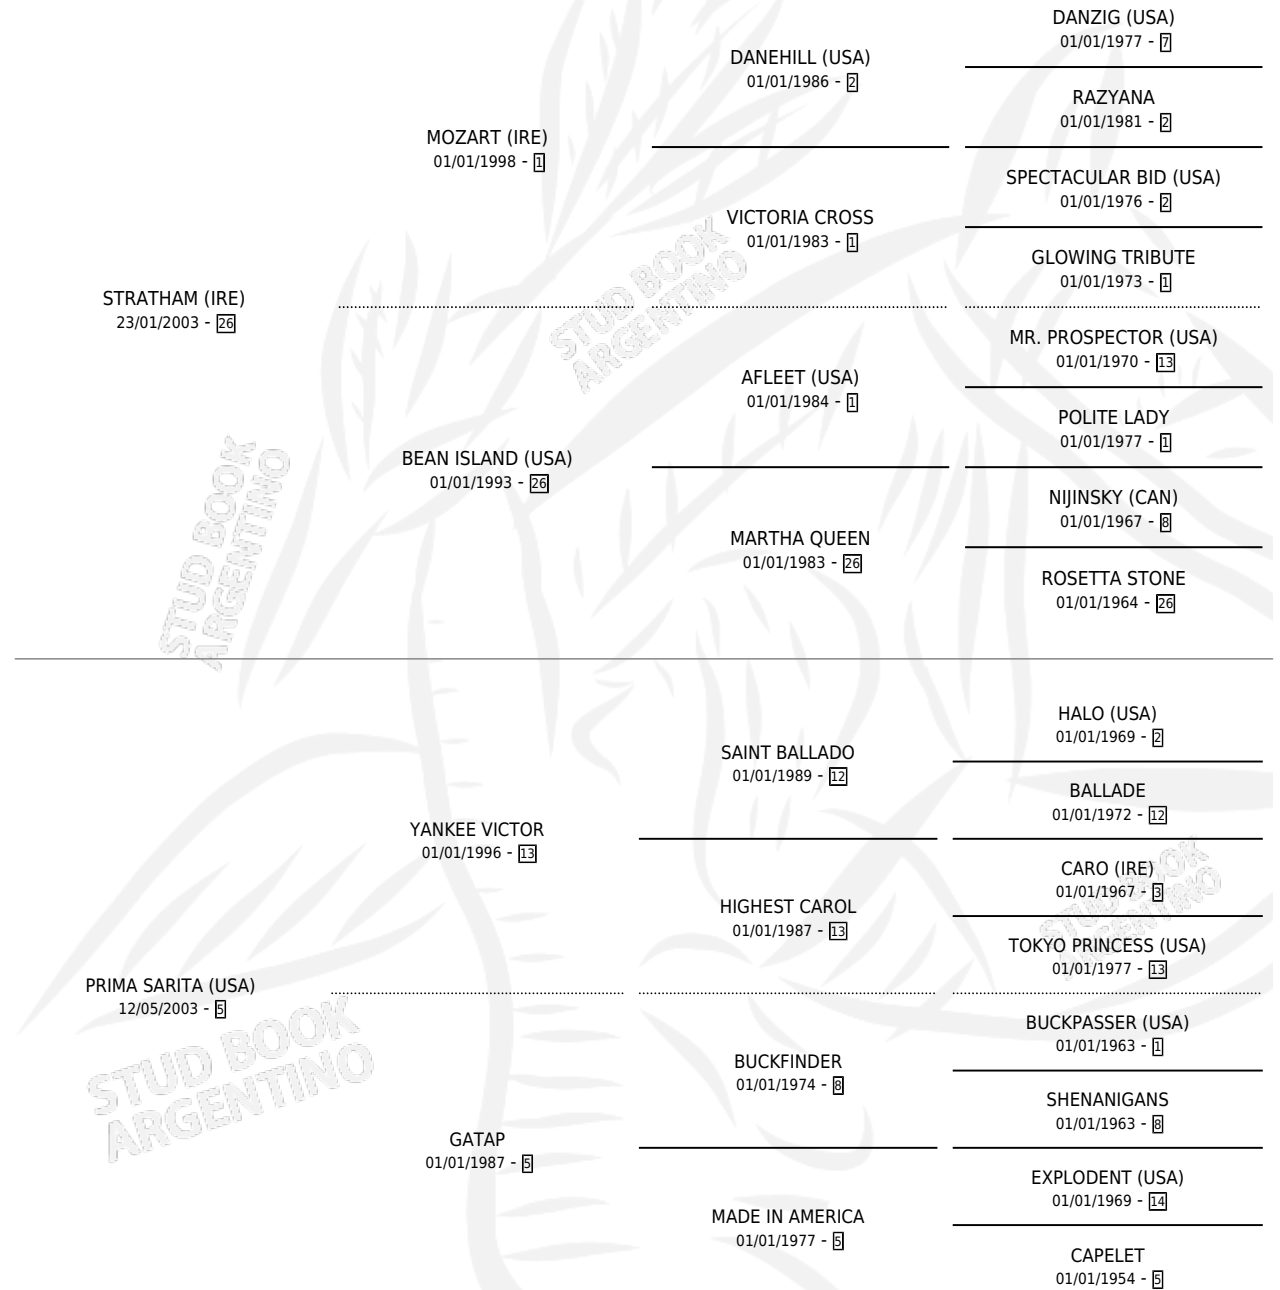 DANZIG (USA)
01/01/1977 - 7
DANEHILL (USA)
01/01/1986 - 2
RAZYANA
01/01/1981 - 2
MOZART (IRE)
01/01/1998 - 1
SPECTACULAR BID (USA)
01/01/1976 - 2
VICTORIA CROSS
01/01/1983 - 1
GLOWING TRIBUTE
01/01/1973 - 1
STUD BOOK
ARGENTINO
STRATHAM (IRE)
23/01/2003 - 26
MR. PROSPECTOR (USA)
01/01/1970 - 13
AFLEET (USA)
01/01/1984 - 1
POLITE LADY
01/01/1977 - 1
BEAN ISLAND (USA)
01/01/1993 - 26
NIJINSKY (CAN)
01/01/1967 - 8
MARTHA QUEEN
01/01/1983 - 26
ROSETTA STONE
01/01/1964 - 26
STUD BOOK
ARGENTINO
HALO (USA)
01/01/1969 - 2
SAINT BALLADO
01/01/1989 - 12
BALLADE
01/01/1972 - 12
YANKEE VICTOR
01/01/1996 - 13
CARO (IRE)
01/01/1967 - 3
HIGHEST CAROL
01/01/1987 - 13
STUD BOOK
ARGENTINO
TOKYO PRINCESS (USA)
01/01/1977 - 13
PRIMA SARITA (USA)
12/05/2003 - 5
BUCKPASSER (USA)
01/01/1963 - 1
BUCKFINDER
01/01/1974 - 8
STUD BOOK
ARGENTINO
SHENANIGANS
01/01/1963 - 8
GATAP
01/01/1987 - 5
EXPLODENT (USA)
01/01/1969 - 14
MADE IN AMERICA
01/01/1977 - 5
CAPELET
01/01/1954 - 5